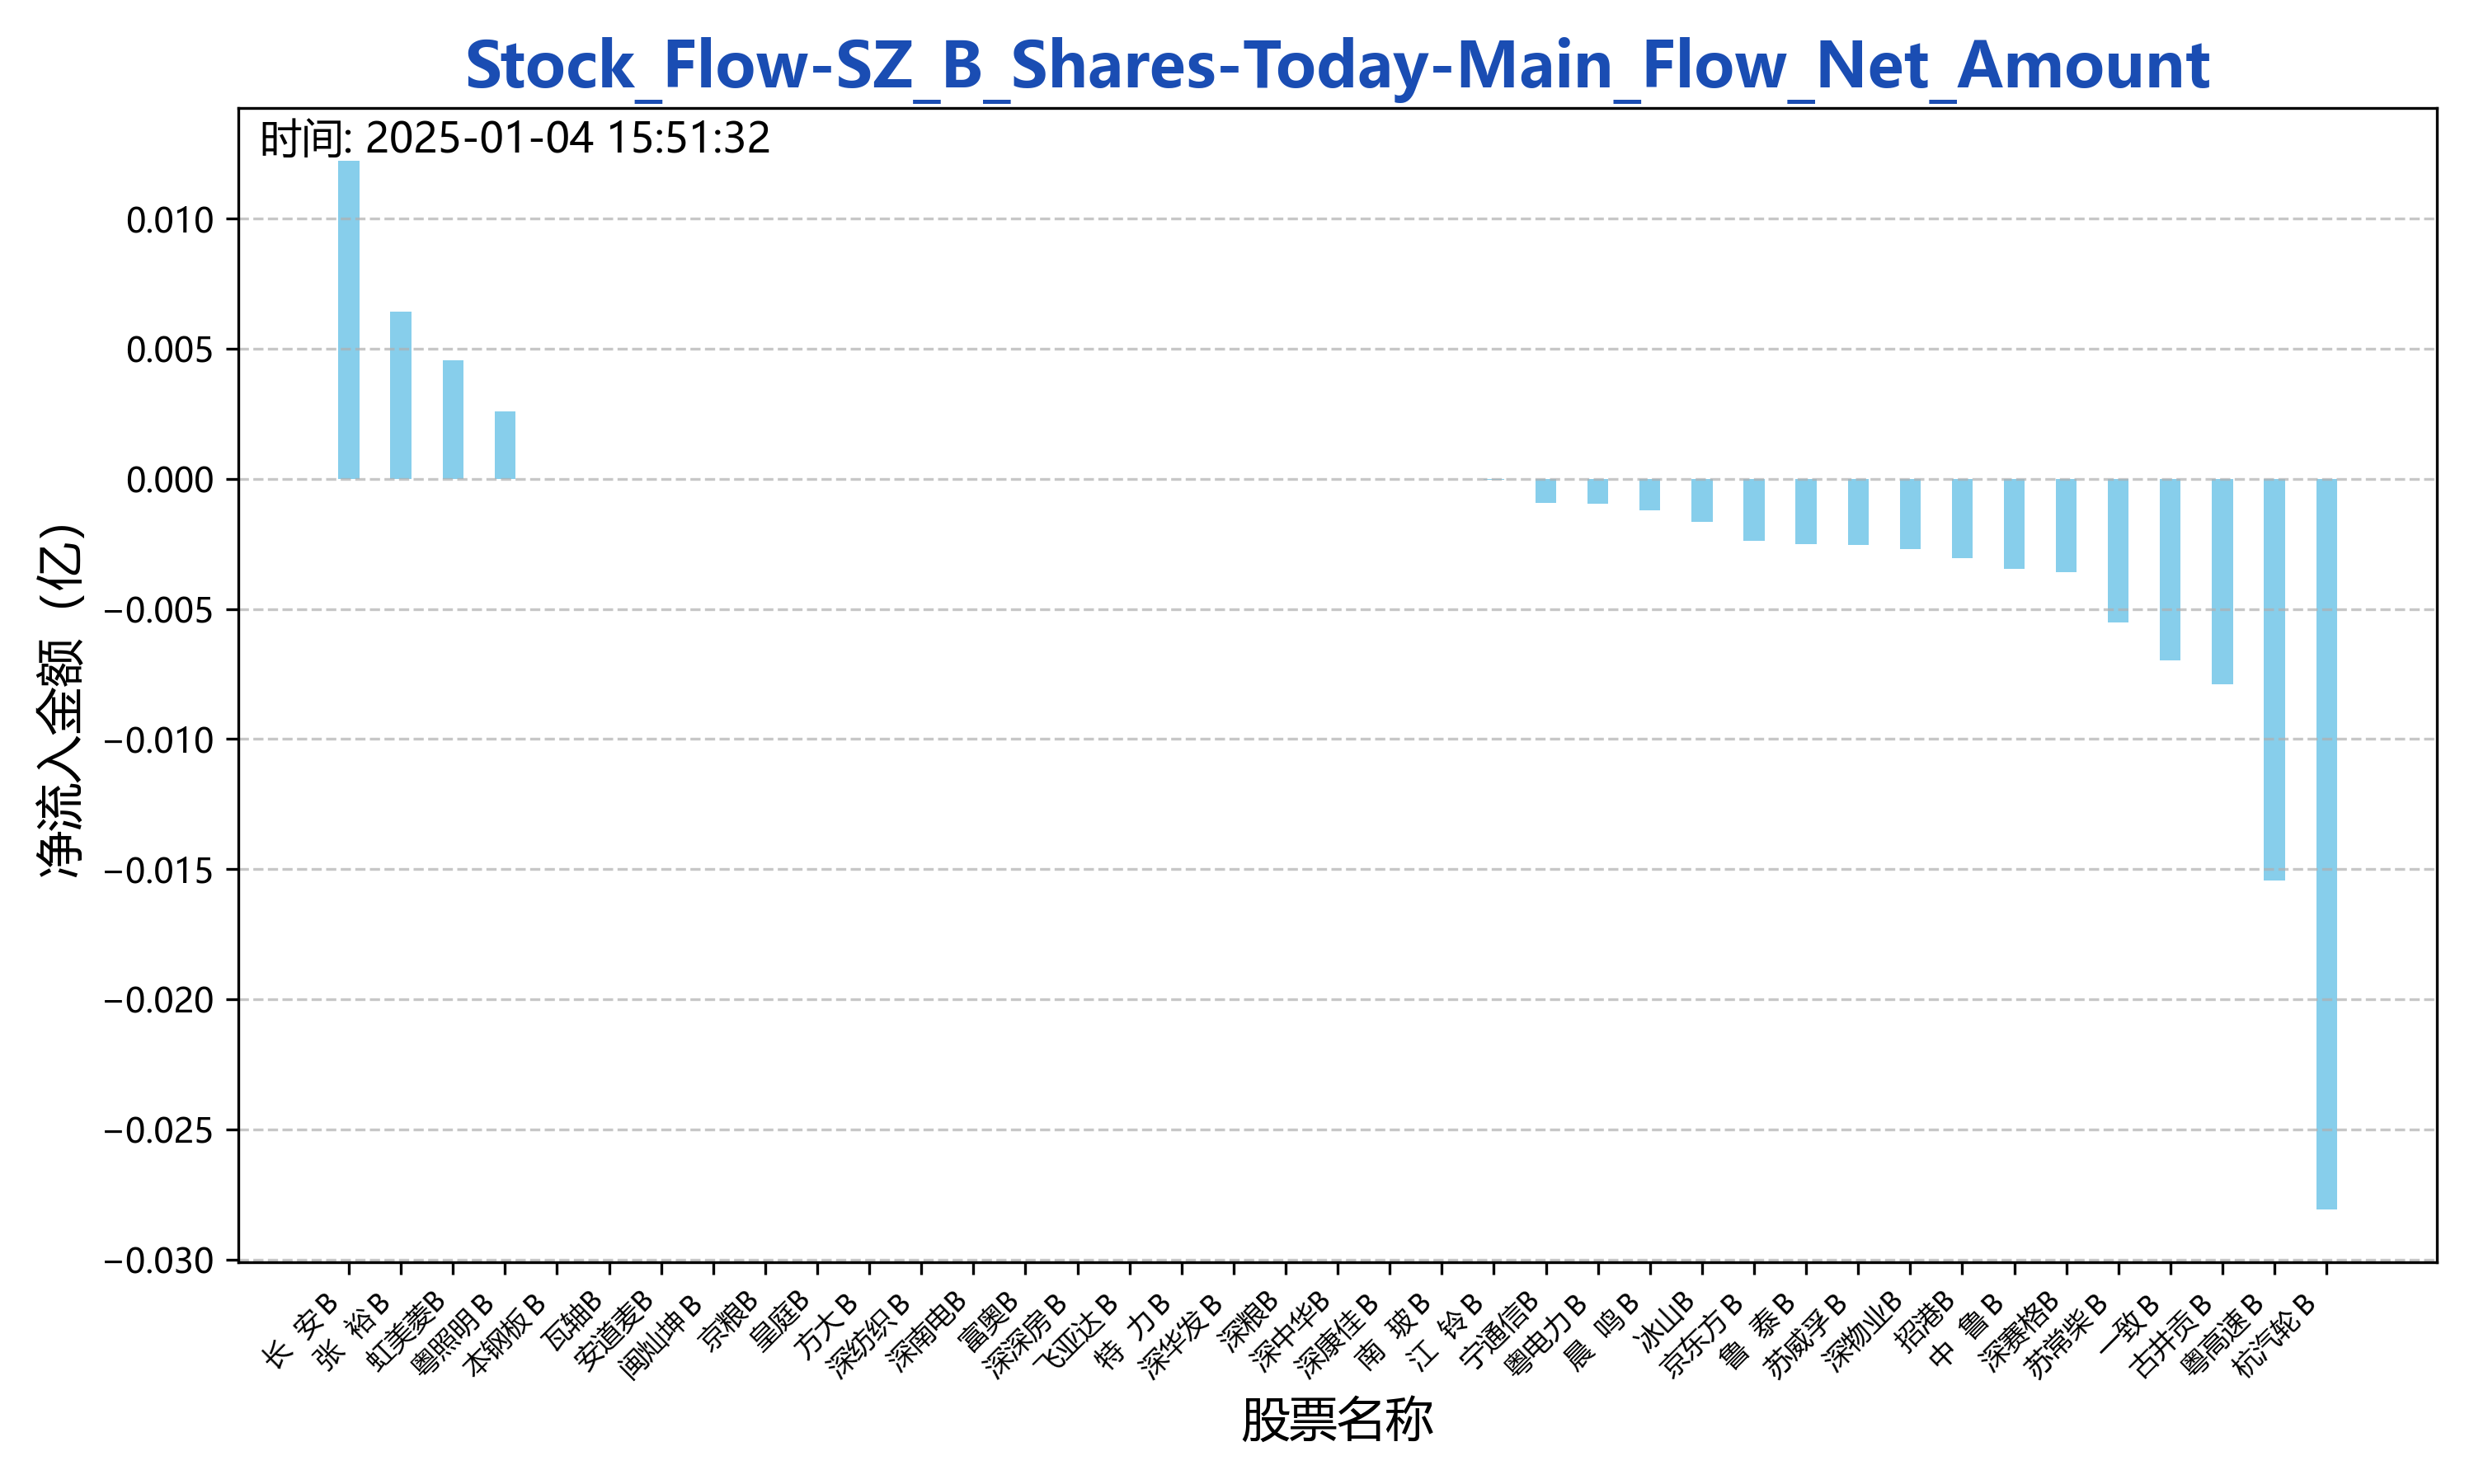 Stock_Flow-SZ_B_Shares-Today-Main_Flow_Net_Amount
时间: 2025-01-04 15:51:32
净流入金额 (亿)
0.010
0.005
0.000
−0.005
−0.010
−0.015
−0.020
−0.025
−0.030
长 安B
张 裕B
虹美菱B
粤照明B
本钢板B
瓦轴B
安道麦B
闽灿坤B
京粮B
皇庭B
方大B
深纺织B
深南电B
富奥B
深深房B
飞亚达B
特 力B
深华发B
深粮B
深中华B
深康佳B
南 玻B
江 铃B
宁通信B
粤电力B
晨 鸣B
冰山B
京东方B
鲁 泰B
苏威孚B
深物业B
招港B
中 鲁B
深赛格B
苏常柴B
一致B
古井贡B
粤高速B
杭汽轮B
股票名称